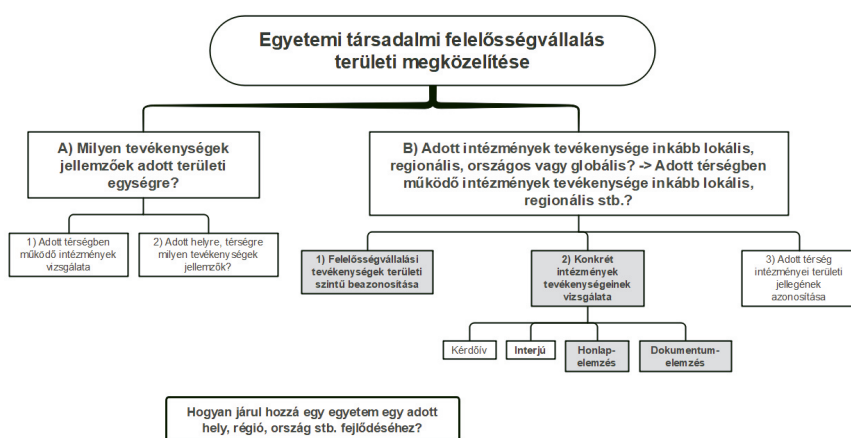 Egyetemi társadalmi felelősségvállalás
területi megközelítése
A) Milyen tevékenységek
jellemzőek adott területi
egységre?
B) Adott intézmények tevékenysége inkább lokális,
regionális, országos vagy globális? -> Adott térségben
működő intézmények tevékenysége inkább lokális,
regionális stb.?
1) Adott térségben
működő intézmények
vizsgálata
2) Adott helyre, térségre
milyen tevékenységek
jellemzők?
1) Felelősségvállalási
tevékenységek területi
szintű beazonosítása
2) Konkrét
intézmények
tevékenységeinek
vizsgálata
3) Adott térség
intézményei területi
jellegének
azonosítása
Kérdőív
Interjú
Honlap-
elemzés
Dokumentum-
elemzés
Hogyan járul hozzá egy egyetem egy adott
hely, régió, ország stb. fejlődéséhez?